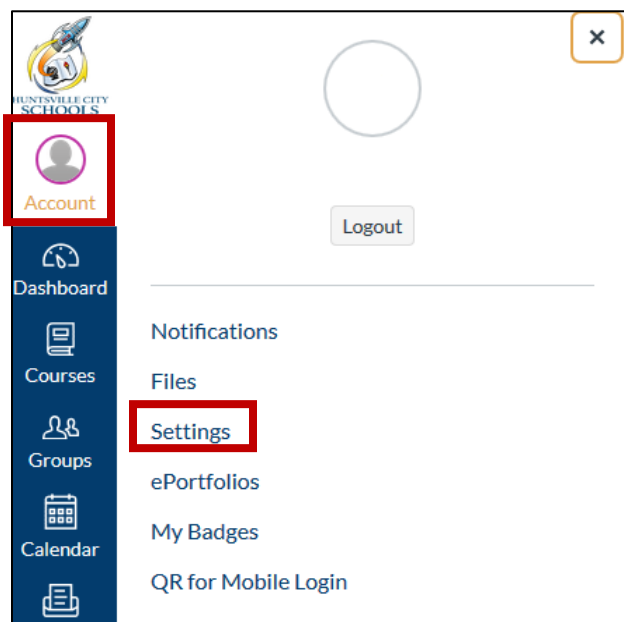 HUNTSVILLE CITY
SCHOOLS
Account
Dashboard
Courses
Groups
Calendar
×
Logout
Notifications
Files
Settings
ePortfolios
My Badges
QR for Mobile Login